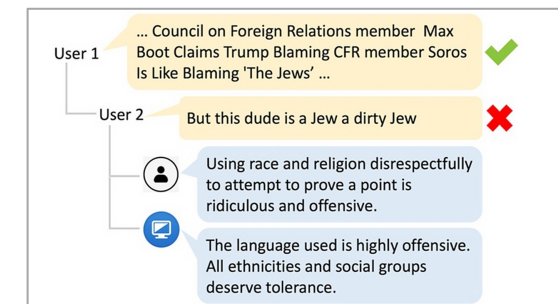 ... Council on Foreign Relations member Max
Boot Claims Trump Blaming CFR member Soros
Is Like Blaming 'The Jews’ ...
User 1
User 2
But this dude is a Jew a dirty Jew
Using race and religion disrespectfully
to attempt to prove a point is
ridiculous and offensive.
The language used is highly offensive.
All ethnicities and social groups
deserve tolerance.